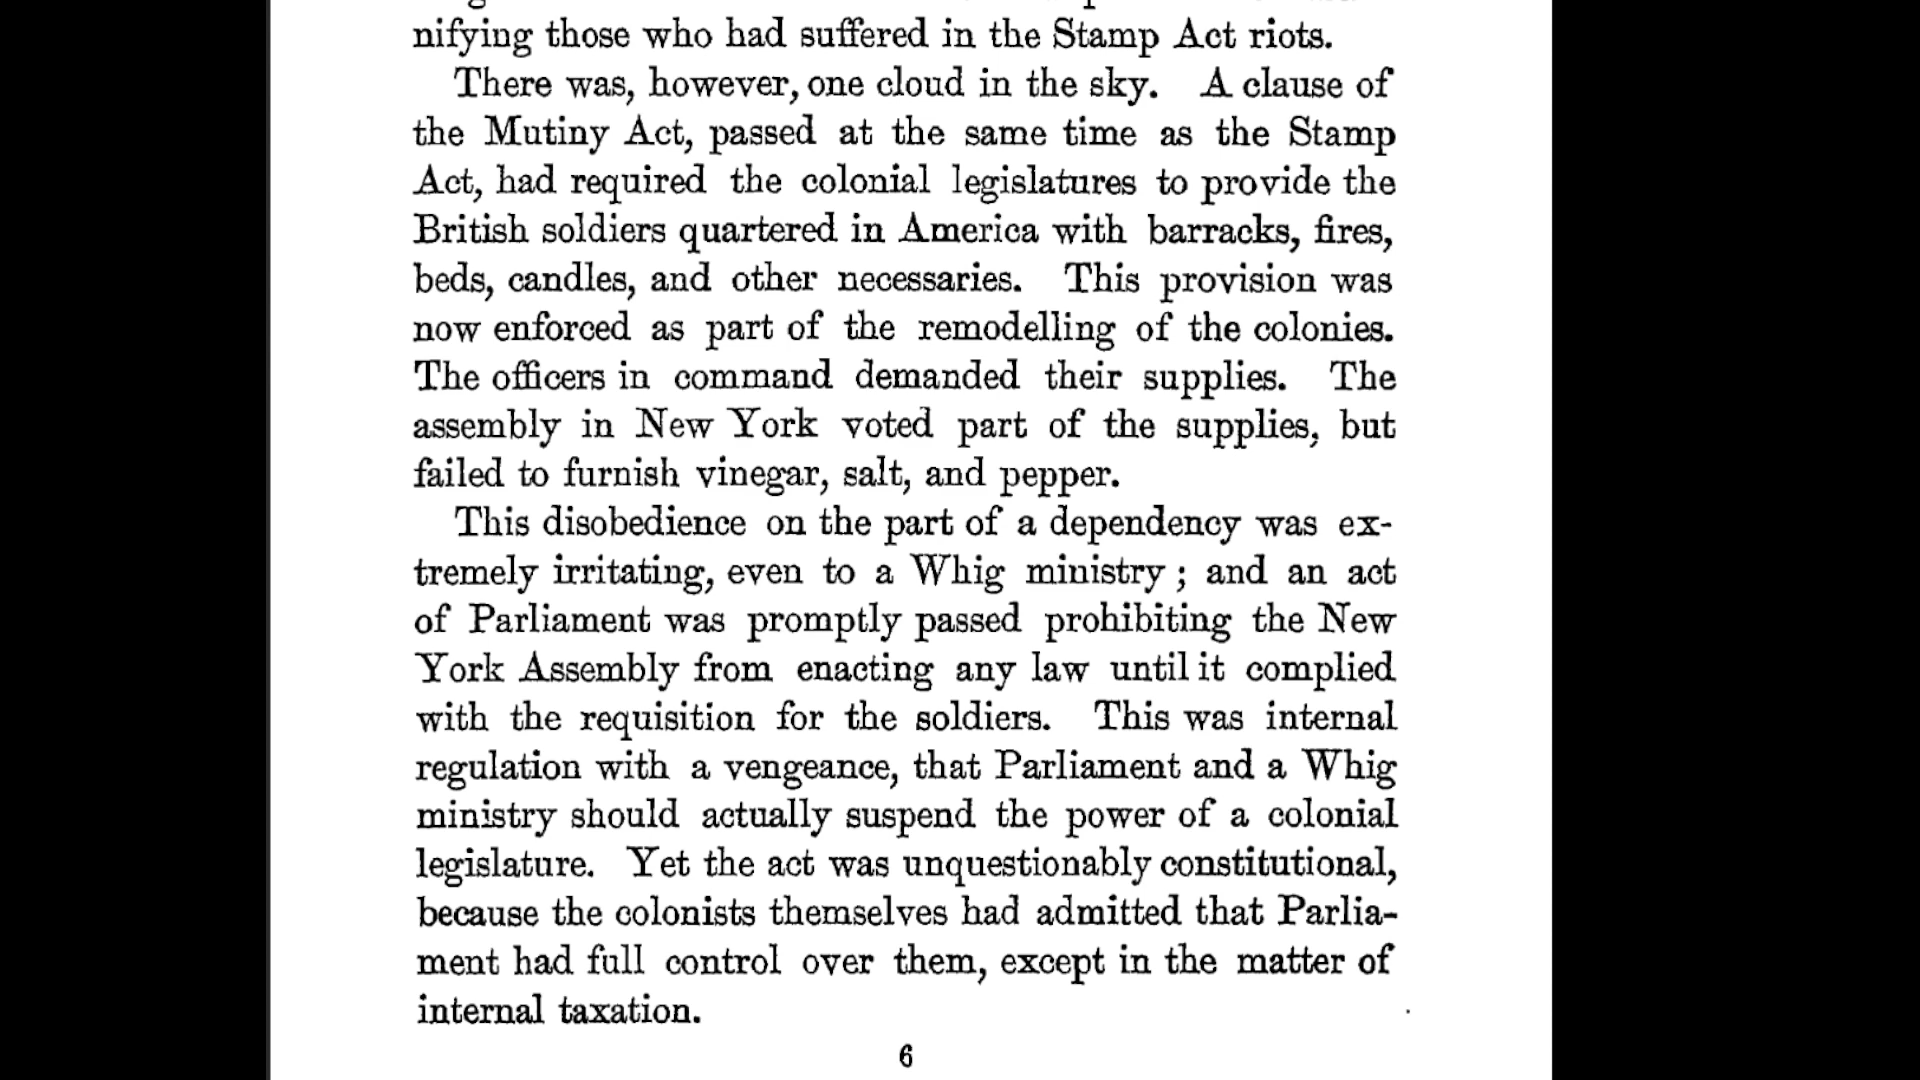 nifying those who had suffered in the Stamp Act riots.
There was, however, one cloud in the sky. A clause of
the Mutiny Act, passed at the same time as the Stamp
Act, had required the colonial legislatures to provide the
British soldiers quartered in America with barracks, fires,
beds, candles, and other necessaries. This provision was
now enforced as part of the remodelling of the colonies.
The officers in command demanded their supplies. The
assembly in New York voted part of the supplies, but
failed to furnish vinegar, salt, and pepper.
This disobedience on the part of a dependency was ex-
tremely irritating, even to a Whig ministry; and an act
of Parliament was promptly passed prohibiting the New
York Assembly from enacting any law until it complied
with the requisition for the soldiers. This was internal
regulation with a vengeance, that Parliament and a Whig
ministry should actually suspend the power of a colonial
legislature. Yet the act was unquestionably constitutional,
because the colonists themselves had admitted that Parlia-
ment had full control over them, except in the matter of
internal taxation.
6